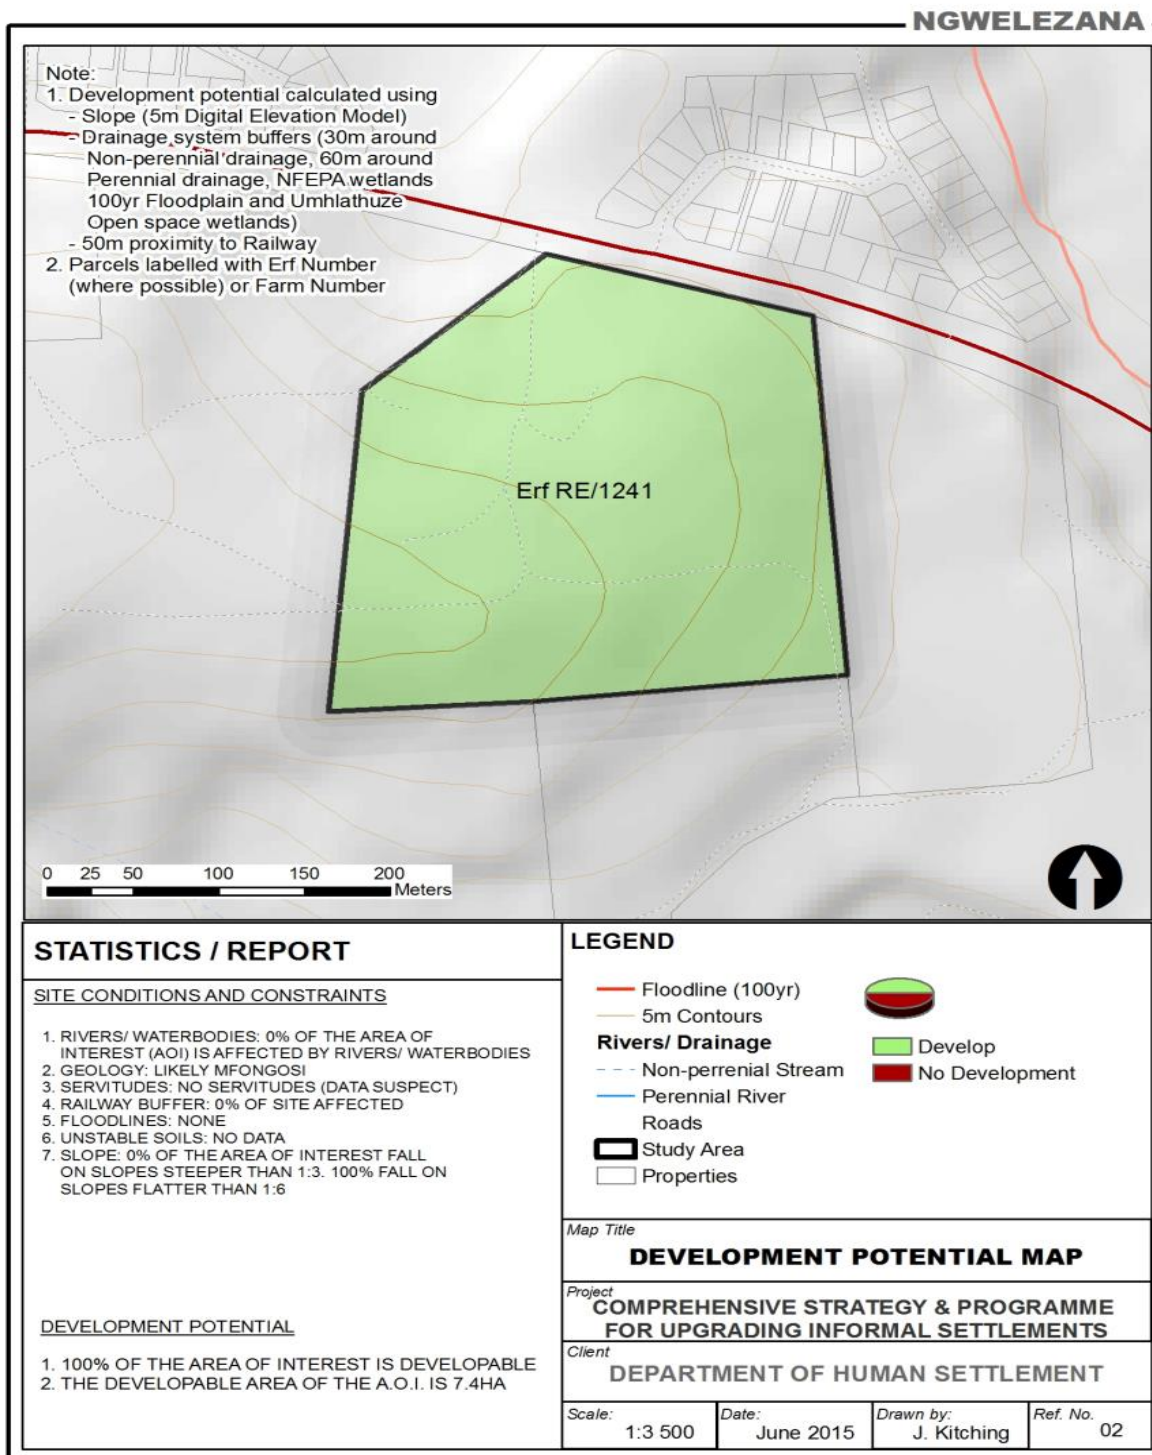 NGWELEZANA
Note:
1. Development potential calculated using
- Slope (5m Digital Elevation Model)
- Drainage system buffers (30m around
Non-perennial drainage, 60m around
Perennial drainage, NFEPA wetlands
100yr Floodplain and Umhlathuze
Open space wetlands)
- 50m proximity to Railway
2. Parcels labelled with Erf Number
(where possible) or Farm Number
Erf RE/1241
0 25 50 100 150 200
Meters
STATISTICS / REPORT
SITE CONDITIONS AND CONSTRAINTS
1. RIVERS/ WATERBODIES: 0% OF THE AREA OF
INTEREST (AOI) IS AFFECTED BY RIVERS/ WATERBODIES
2. GEOLOGY: LIKELY MFONGOSI
3. SERVITUDES: NO SERVITUDES (DATA SUSPECT)
4. RAILWAY BUFFER: 0% OF SITE AFFECTED
5. FLOODLINES: NONE
6. UNSTABLE SOILS: NO DATA
7. SLOPE: 0% OF THE AREA OF INTEREST FALL
ON SLOPES STEEPER THAN 1:3. 100% FALL ON
SLOPES FLATTER THAN 1:6
DEVELOPMENT POTENTIAL
1. 100% OF THE AREA OF INTEREST IS DEVELOPABLE
2. THE DEVELOPABLE AREA OF THE A.O.I. IS 7.4HA
LEGEND
Floodline (100yr)
5m Contours
Rivers/ Drainage
Non-perrenial Stream
Perennial River
Roads
Study Area
Properties
Develop
No Development
Map Title
DEVELOPMENT POTENTIAL MAP
Project
COMPREHENSIVE STRATEGY & PROGRAMME
FOR UPGRADING INFORMAL SETTLEMENTS
Client
DEPARTMENT OF HUMAN SETTLEMENT
Scale: 1:3 500
Date: June 2015
Drawn by: J. Kitching
Ref. No. 02